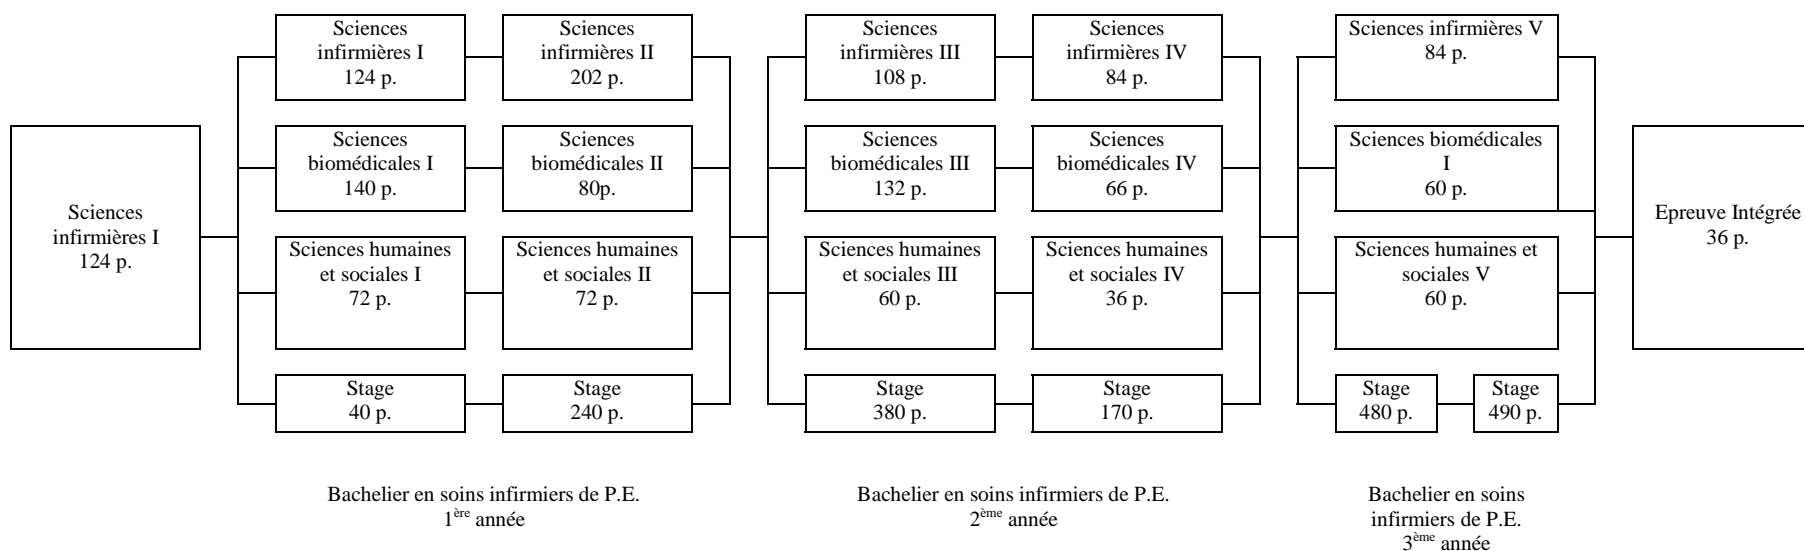 Sciences
infirmières I
124 p.
Sciences
infirmières I
124 p.
Sciences
infirmières II
202 p.
Sciences
biomédicales I
140 p.
Sciences
biomédicales II
80p.
Sciences humaines
et sociales I
72 p.
Sciences humaines
et sociales II
72 p.
Stage
40 p.
Stage
240 p.
Bachelier en soins infirmiers de P.E.
1ère année
Sciences
infirmières III
108 p.
Sciences
infirmières IV
84 p.
Sciences
biomédicales III
132 p.
Sciences
biomédicales IV
66 p.
Sciences humaines
et sociales III
60 p.
Sciences humaines
et sociales IV
36 p.
Stage
380 p.
Stage
170 p.
Bachelier en soins infirmiers de P.E.
2ème année
Sciences infirmières V
84 p.
Sciences biomédicales
I
60 p.
Sciences humaines et
sociales V
60 p.
Stage
480 p.
Stage
490 p.
Bachelier en soins
infirmiers de P.E.
3ème année
Epreuve Intégrée
36 p.